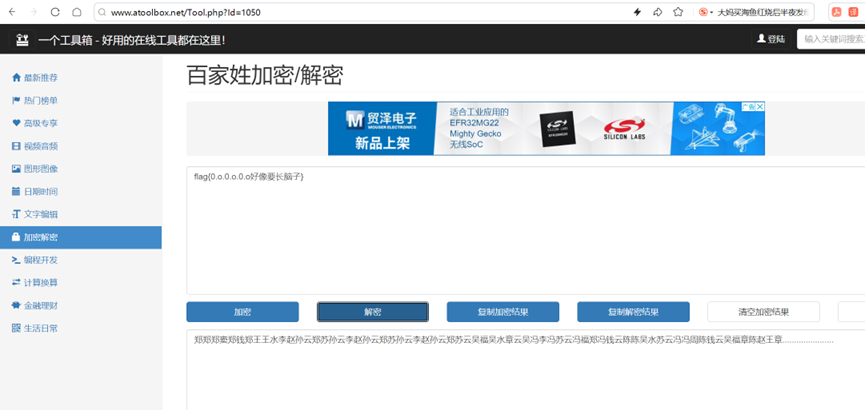 www.atoolbox.net/Tool.php?Id=1050
大妈买海鱼红烧后半夜发
一个工具箱 - 好用的在线工具都在这里!
登陆
输入关键词搜索
最新推荐
热门榜单
高级专享
视频音频
图形图像
日期时间
文字编辑
加密解密
编程开发
计算换算
金融理财
生活日常
百家姓加密/解密
贸泽电子
MOUSER ELECTRONICS
新品上架
适合工业应用的
EFR32MG22
Mighty Gecko
无线SoC
SILICON LABS
广告
flag{0.o.0.o.0.o好像要长脑子}
加密
解密
复制加密结果
复制解密结果
清空加密结果
郑郑郑窦郑钱郑王王水李赵孙云郑苏孙云李赵孙云郑苏孙云李赵孙云郑苏云吴福吴水章云吴冯李冯苏云冯福郑冯钱云陈陈吴水苏云冯冯周陈钱云吴福章陈赵王章......................